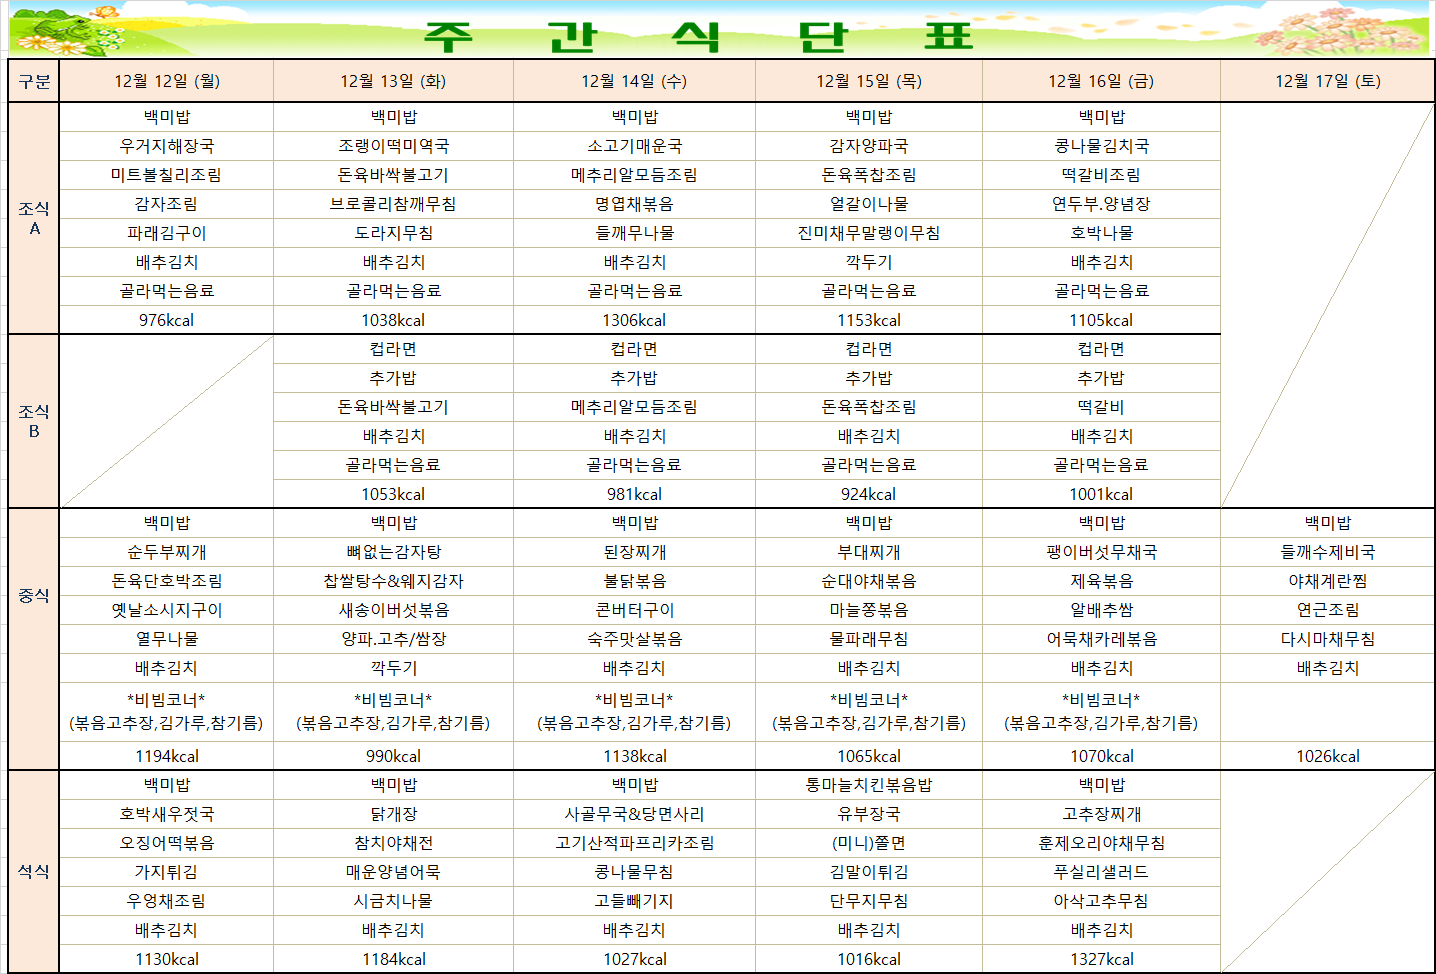 주 간 식 단 표
구분 12월 12일 (월) 12월 13일 (화) 12월 14일 (수) 12월 15일 (목) 12월 16일 (금) 12월 17일 (토)
조식 A
백미밥 백미밥 백미밥 백미밥 백미밥
우거지해장국 조랭이떡미역국 소고기매운국 감자양파국 콩나물김치국
미트볼칠리조림 돈육바싹불고기 메추리알모듬조림 돈육폭찹조림 떡갈비조림
감자조림 브로콜리참깨무침 명엽채볶음 얼갈이나물 연두부.양념장
파래김구이 도라지무침 들깨무나물 진미채무말랭이무침 호박나물
배추김치 배추김치 배추김치 깍두기 배추김치
골라먹는음료 골라먹는음료 골라먹는음료 골라먹는음료 골라먹는음료
976kcal 1038kcal 1306kcal 1153kcal 1105kcal
조식 B
컵라면 컵라면 컵라면 컵라면
추가밥 추가밥 추가밥 추가밥
돈육바싹불고기 메추리알모듬조림 돈육폭찹조림 떡갈비
배추김치 배추김치 배추김치 배추김치
골라먹는음료 골라먹는음료 골라먹는음료 골라먹는음료
1053kcal 981kcal 924kcal 1001kcal
중식
백미밥 백미밥 백미밥 백미밥 백미밥 백미밥
순두부찌개 뼈없는감자탕 된장찌개 부대찌개 팽이버섯무채국 들깨수제비국
돈육단호박조림 찹쌀탕수&웨지감자 불닭볶음 순대야채볶음 제육볶음 야채계란찜
옛날소시지구이 새송이버섯볶음 콘버터구이 마늘쫑볶음 알배추쌈 연근조림
열무나물 양파.고추/쌈장 숙주맛살볶음 물파래무침 어묵채카레볶음 다시마채무침
배추김치 깍두기 배추김치 배추김치 배추김치 배추김치
*비빔코너* *비빔코너* *비빔코너* *비빔코너* *비빔코너*
(볶음고추장,김가루,참기름) (볶음고추장,김가루,참기름) (볶음고추장,김가루,참기름) (볶음고추장,김가루,참기름) (볶음고추장,김가루,참기름)
1194kcal 990kcal 1138kcal 1065kcal 1070kcal 1026kcal
석식
백미밥 백미밥 백미밥 통마늘치킨볶음밥 백미밥
호박새우젓국 닭개장 사골무국&당면사리 유부장국 고추장찌개
오징어떡볶음 참치야채전 고기산적파프리카조림 (미니)쫄면 훈제오리야채무침
가지튀김 매운양념어묵 콩나물무침 김말이튀김 푸실리샐러드
우엉채조림 시금치나물 고들빼기지 단무지무침 아삭고추무침
배추김치 배추김치 배추김치 배추김치 배추김치
1130kcal 1184kcal 1027kcal 1016kcal 1327kcal